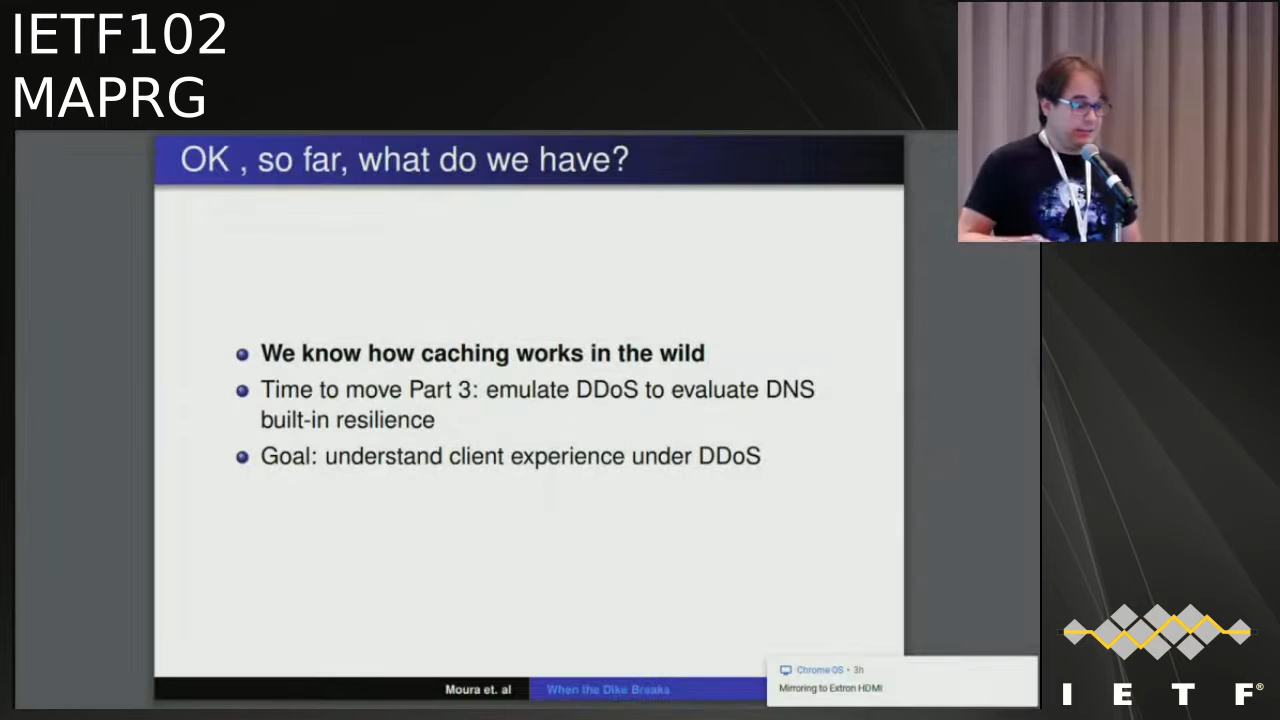 IETF102
MAPRG
OK , so far, what do we have?
We know how caching works in the wild
Time to move Part 3: emulate DDoS to evaluate DNS
built-in resilience
Goal: understand client experience under DDoS
Moura et. al
When the Dike Breaks
Chrome OS • 3h
Mirroring to Extron HDMI
I E T F®